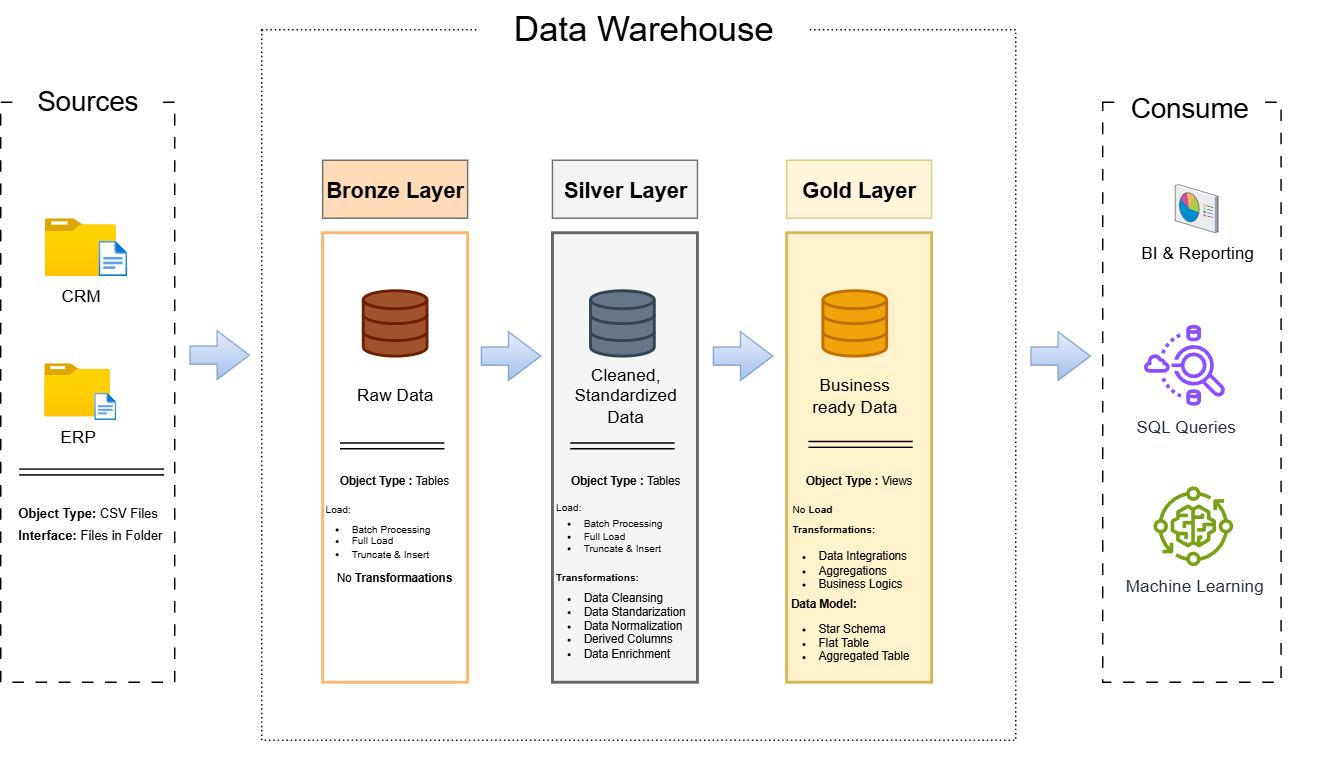 Data Warehouse
Sources
CRM
ERP
Object Type: CSV Files
Interface: Files in Folder
Bronze Layer
Raw Data
Object Type : Tables
Load:
• Batch Processing
• Full Load
• Truncate & Insert
No Transformaations
Silver Layer
Cleaned,
Standardized
Data
Object Type : Tables
Load:
• Batch Processing
• Full Load
• Truncate & Insert
Transformations:
• Data Cleansing
• Data Standarization
• Data Normalization
• Derived Columns
• Data Enrichment
Gold Layer
Business
ready Data
Object Type : Views
No Load
Transformations:
• Data Integrations
• Aggregations
• Business Logics
Data Model:
• Star Schema
• Flat Table
• Aggregated Table
Consume
BI & Reporting
SQL Queries
Machine Learning